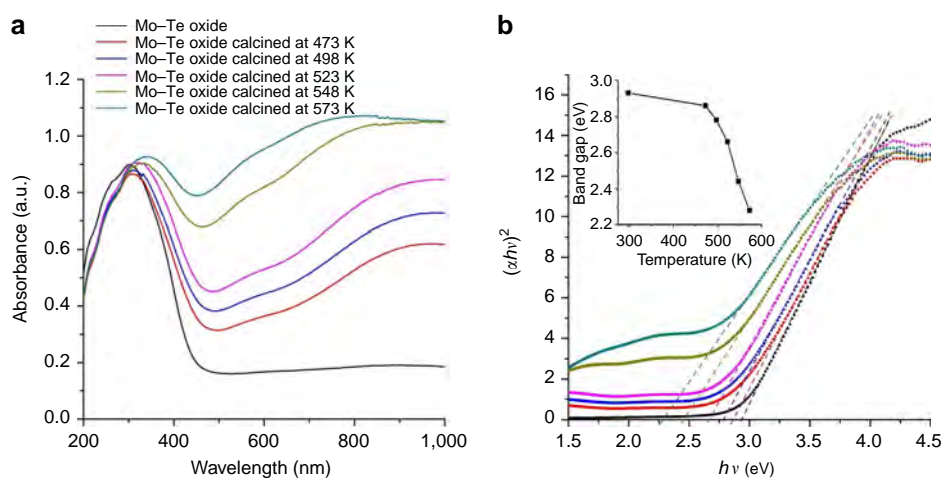 a
Mo–Te oxide
Mo–Te oxide calcined at 473 K
Mo–Te oxide calcined at 498 K
Mo–Te oxide calcined at 523 K
Mo–Te oxide calcined at 548 K
Mo–Te oxide calcined at 573 K
1.2
1.0
0.8
0.6
0.4
0.2
0.0
Absorbance (a.u.)
200 400 600 800 1,000
Wavelength (nm)
b
16
14
12
10
8
6
4
2
0
(αhν)²
1.5 2.0 2.5 3.0 3.5 4.0 4.5
hν (eV)
3.0
2.8
2.6
2.4
2.2
Band gap (eV)
300 400 500 600
Temperature (K)